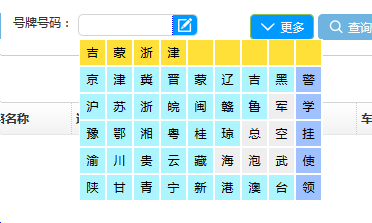 号牌号码： 更多 查询
吉 蒙 浙 津
京 津 冀 晋 蒙 辽 吉 黑 警
沪 苏 浙 皖 闽 赣 鲁 军 学
名称 车
豫 鄂 湘 粤 桂 琼 总 空 挂
渝 川 贵 云 藏 海 泡 武 使
陕 甘 青 宁 新 港 澳 台 领